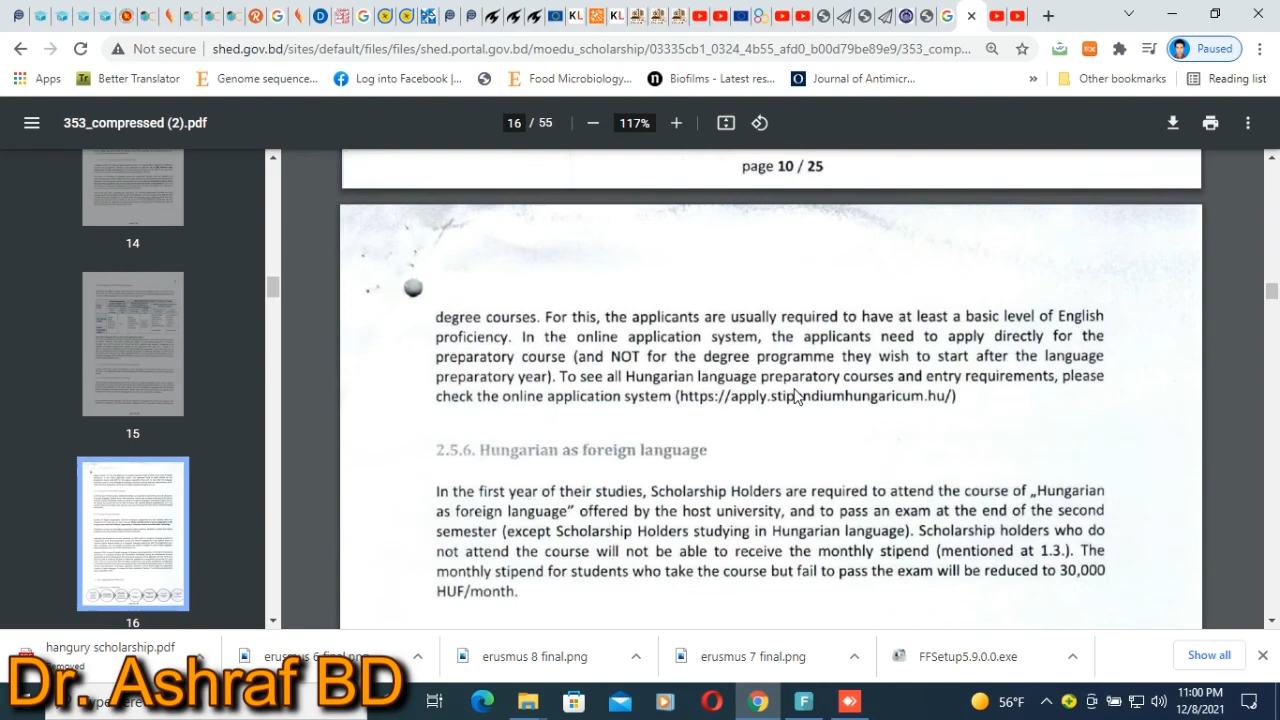 Not secure
shed.gov.bd/sites/default/files/files/shed.portal.gov.bd/moedu_scholarship/03335cb1_0324_4b55_afd0_b00d79be89e9/353_comp...
Paused
Apps
Better Translator
Genome sequence...
Log into Facebook |...
Food Microbiology...
Biofilms - Latest res...
Journal of Antimicr...
»
Other bookmarks
Reading list
353_compressed (2).pdf
16 / 55
117%
14
15
16
page 10 / 25
degree courses. For this, the applicants are usually required to have at least a basic level of English
proficiency. In the online application system, the applicants need to apply directly for the
preparatory course (and NOT for the degree programme they wish to start after the language
preparatory year). To see all Hungarian language preparatory courses and entry requirements, please
check the online application system (https://apply.stipendiumhungaricum.hu/)
2.5.6. Hungarian as foreign language
In the first year of their studies, Scholarship Holders are required to attend the course of „Hungarian
as foreign language” offered by the host university, and to pass an exam at the end of the second
semester (except Scholarship Holders studying in Hungarian language). Scholarship holders who do
not attend the course will not be able to receive the monthly stipend (mentioned at 1.3.). The
monthly stipend for students who take the course but fail to pass the exam will be reduced to 30,000
HUF/month.
hangury scholarship.pdf
Removed
erusmus 6 final.png
erusmus 8 final.png
erusmus 7 final.png
FFSetup5.9.0.0.exe
Show all
Dr. Ashraf BD
56°F
11:00 PM
12/8/2021